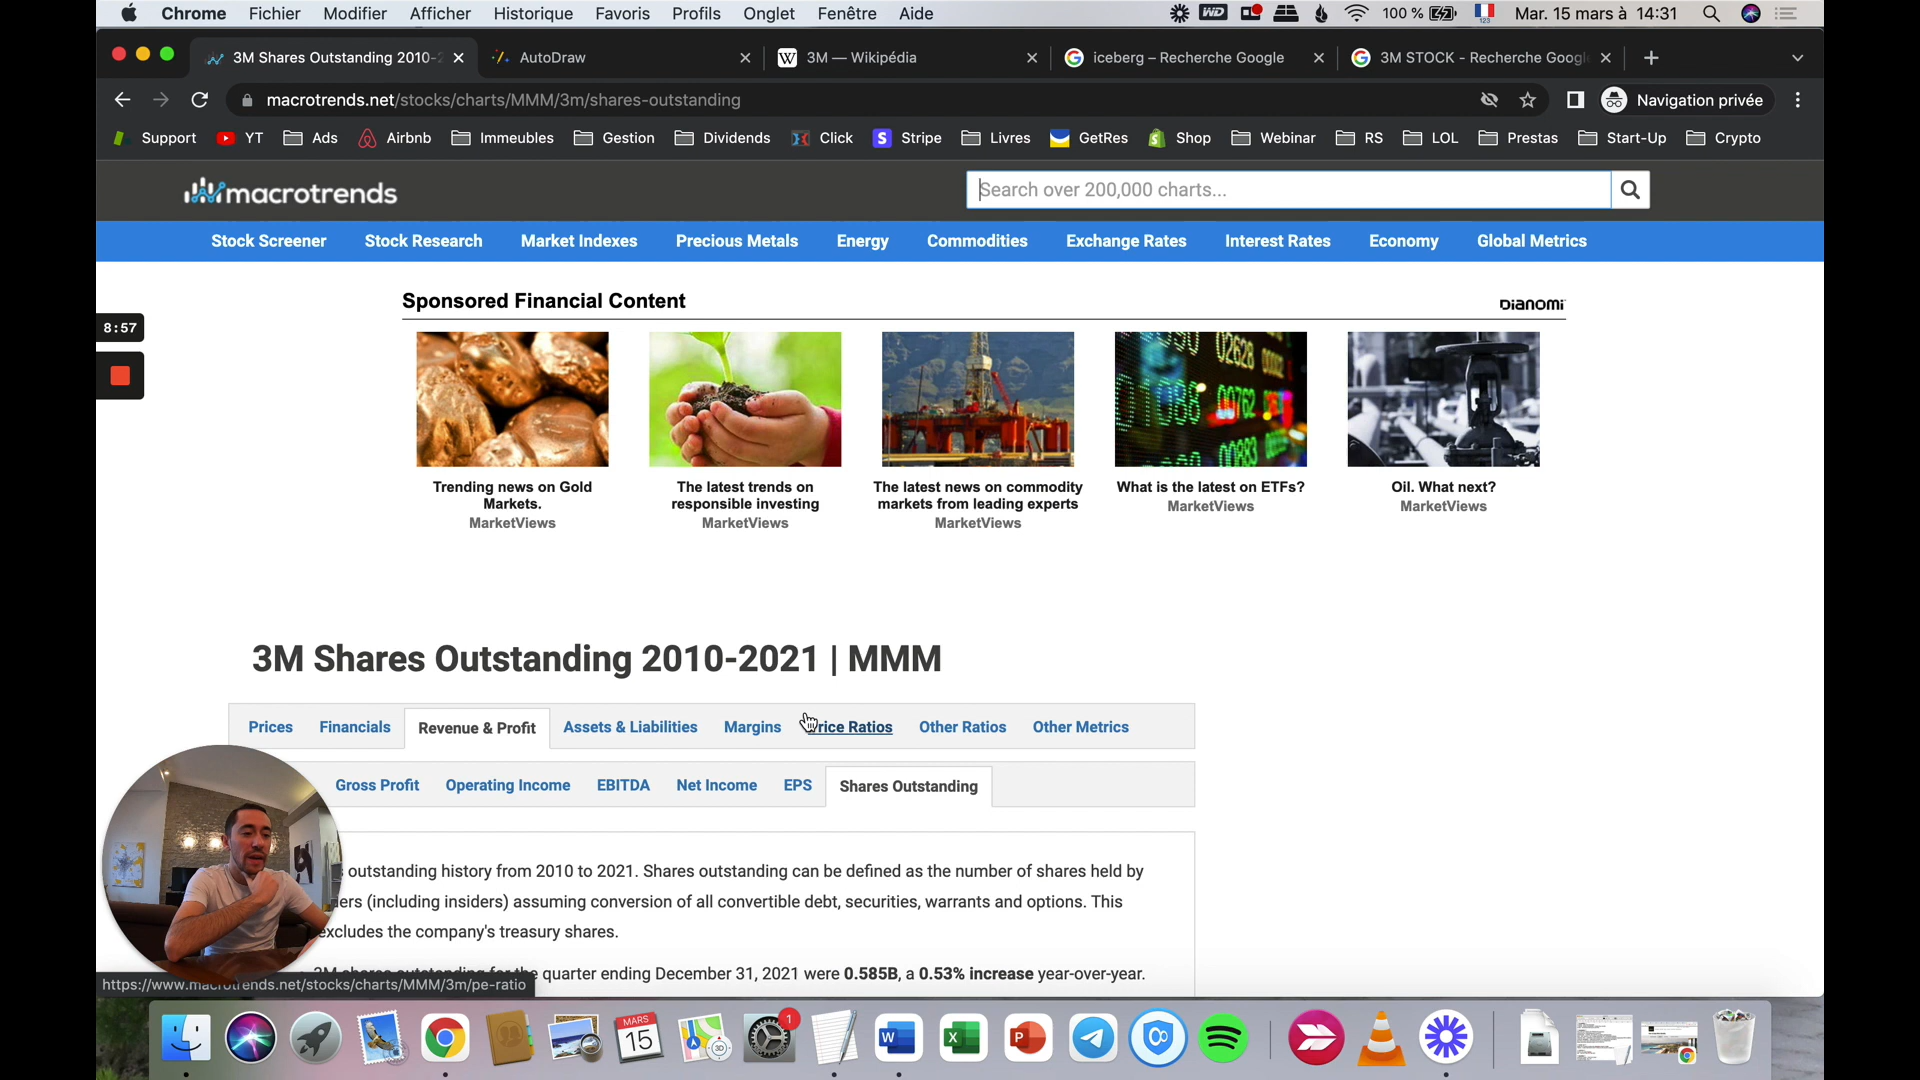 Chrome Fichier Modifier Afficher Historique Favoris Profils Onglet Fenêtre Aide WD 100 % 123 Mar. 15 mars à 14:31
3M Shares Outstanding 2010- AutoDraw W 3M — Wikipédia iceberg – Recherche Google 3M STOCK - Recherche Googl
macrotrends.net/stocks/charts/MMM/3m/shares-outstanding Navigation privée
Support YT Ads Airbnb Immeubles Gestion Dividends Click S Stripe Livres GetRes Shop Webinar RS LOL Prestas Start-Up Crypto
macrotrends Search over 200,000 charts...
Stock Screener Stock Research Market Indexes Precious Metals Energy Commodities Exchange Rates Interest Rates Economy Global Metrics
Sponsored Financial Content DIANOMI
8:57
Trending news on Gold
Markets.
MarketViews
The latest trends on
responsible investing
MarketViews
The latest news on commodity
markets from leading experts
MarketViews
What is the latest on ETFs?
MarketViews
Oil. What next?
MarketViews
3M Shares Outstanding 2010-2021 | MMM
Prices Financials Revenue & Profit Assets & Liabilities Margins Price Ratios Other Ratios Other Metrics
Gross Profit Operating Income EBITDA Net Income EPS Shares Outstanding
outstanding history from 2010 to 2021. Shares outstanding can be defined as the number of shares held by
(including insiders) assuming conversion of all convertible debt, securities, warrants and options. This
excludes the company's treasury shares.
3M shares outstanding for the quarter ending December 31, 2021 were 0.585B, a 0.53% increase year-over-year.
https://www.macrotrends.net/stocks/charts/MMM/3m/pe-ratio
MARS
15
3D
1
W
X
P